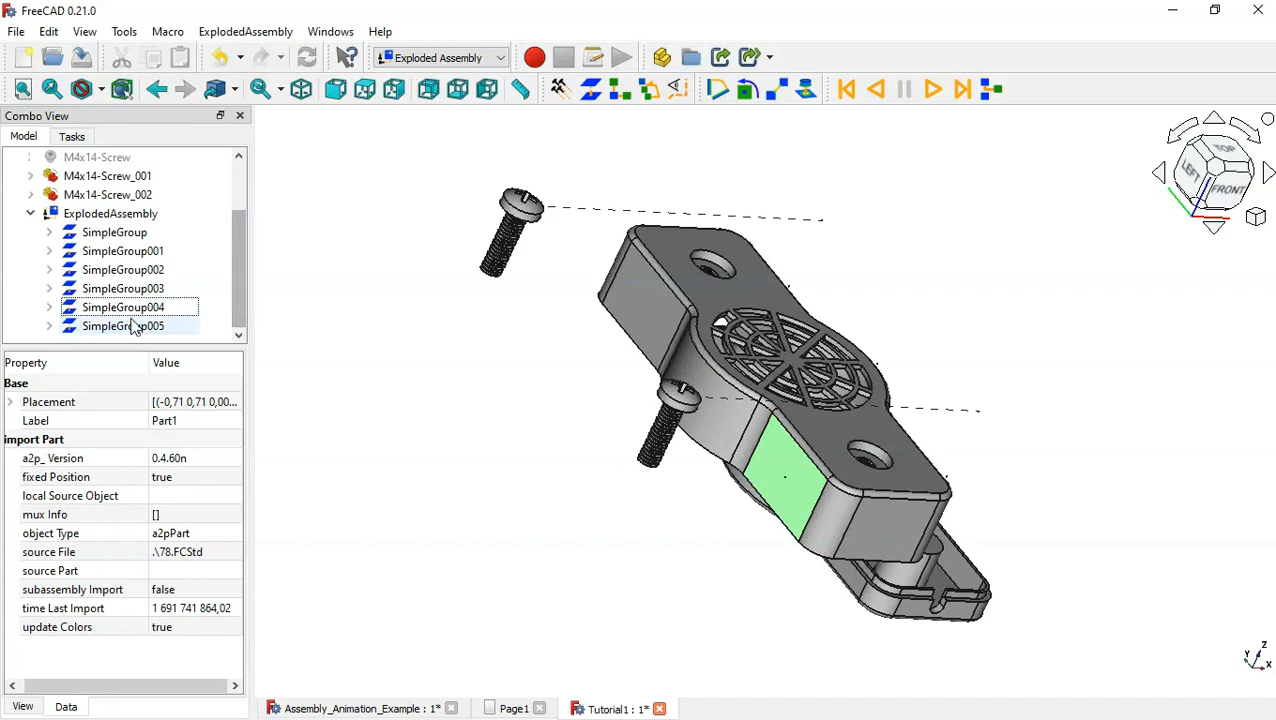 FreeCAD 0.21.0
File Edit View Tools Macro ExplodedAssembly Windows Help
Exploded Assembly
Combo View
Model Tasks
M4x14-Screw
M4x14-Screw_001
M4x14-Screw_002
ExplodedAssembly
SimpleGroup
SimpleGroup001
SimpleGroup002
SimpleGroup003
SimpleGroup004
SimpleGroup005
Property Value
Base
Placement [(-0,71 0,71 0,00...
Label Part1
import Part
a2p_ Version 0.4.60n
fixed Position true
local Source Object
mux Info []
object Type a2pPart
source File .\78.FCStd
source Part
subassembly Import false
time Last Import 1 691 741 864,02
update Colors true
View Data
TOP
LEFT FRONT
Z
Y
X
Assembly_Animation_Example : 1* Page1 Tutorial1 : 1*